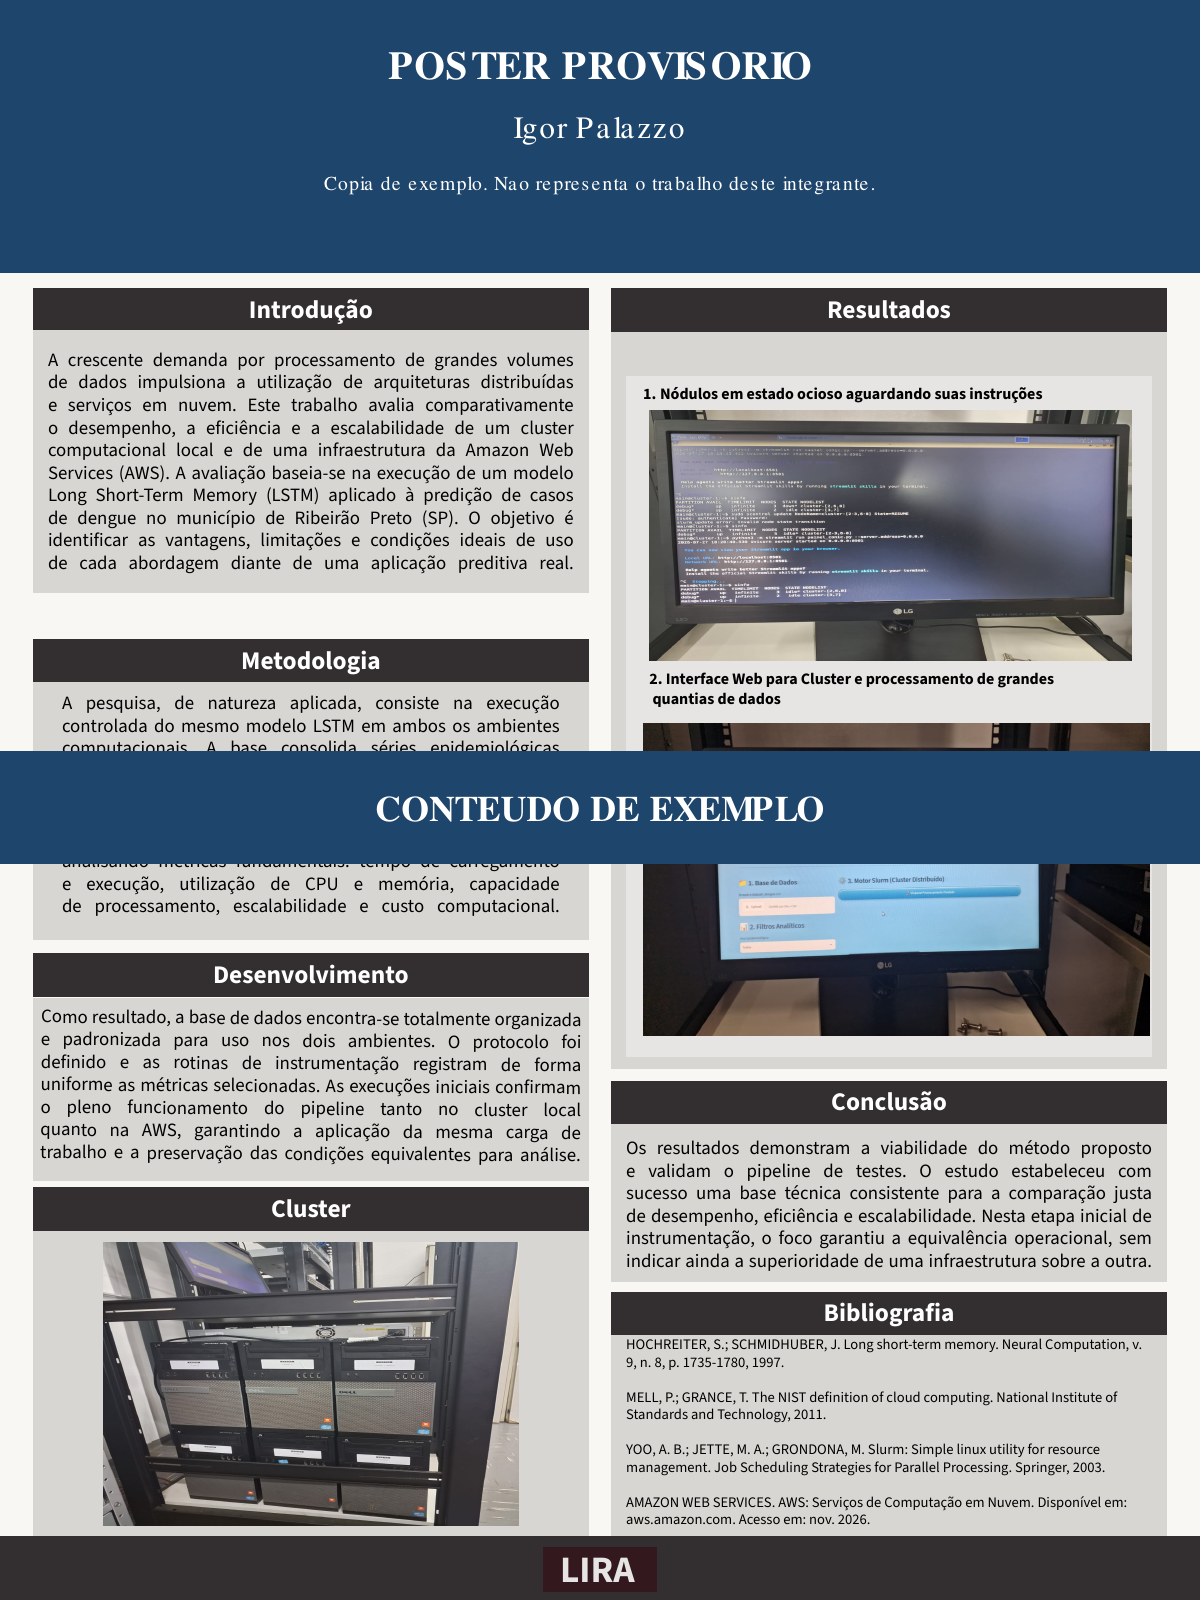 POSTER PROVISORIO
Igor Palazzo
Copia de exemplo. Nao representa o trabalho deste integrante.
Introdução
A crescente demanda por processamento de grandes volumes
de dados impulsiona a utilização de arquiteturas distribuídas
e serviços em nuvem. Este trabalho avalia comparativamente
o desempenho, a eficiência e a escalabilidade de um cluster
computacional local e de uma infraestrutura da Amazon Web
Services (AWS). A avaliação baseia-se na execução de um modelo
Long Short-Term Memory (LSTM) aplicado à predição de casos
de dengue no município de Ribeirão Preto (SP). O objetivo é
identificar as vantagens, limitações e condições ideais de uso
de cada abordagem diante de uma aplicação preditiva real.
Metodologia
A pesquisa, de natureza aplicada, consiste na execução
controlada do mesmo modelo LSTM em ambos os ambientes
computacionais. A base consolida séries epidemiológicas
CONTEUDO DE EXEMPLO
analisando métricas fundamentais: tempo de carregamento
e execução, utilização de CPU e memória, capacidade
de processamento, escalabilidade e custo computacional.
Desenvolvimento
Como resultado, a base de dados encontra-se totalmente organizada
e padronizada para uso nos dois ambientes. O protocolo foi
definido e as rotinas de instrumentação registram de forma
uniforme as métricas selecionadas. As execuções iniciais confirmam
o pleno funcionamento do pipeline tanto no cluster local
quanto na AWS, garantindo a aplicação da mesma carga de
trabalho e a preservação das condições equivalentes para análise.
Cluster
Resultados
1. Nódulos em estado ocioso aguardando suas instruções
LG
2. Interface Web para Cluster e processamento de grandes
quantias de dados
1. Base de Dados
3. Motor Slurm (Cluster Distribuído)
2. Filtros Analíticos
LG
Conclusão
Os resultados demonstram a viabilidade do método proposto
e validam o pipeline de testes. O estudo estabeleceu com
sucesso uma base técnica consistente para a comparação justa
de desempenho, eficiência e escalabilidade. Nesta etapa inicial de
instrumentação, o foco garantiu a equivalência operacional, sem
indicar ainda a superioridade de uma infraestrutura sobre a outra.
Bibliografia
HOCHREITER, S.; SCHMIDHUBER, J. Long short-term memory. Neural Computation, v.
9, n. 8, p. 1735-1780, 1997.
MELL, P.; GRANCE, T. The NIST definition of cloud computing. National Institute of
Standards and Technology, 2011.
YOO, A. B.; JETTE, M. A.; GRONDONA, M. Slurm: Simple linux utility for resource
management. Job Scheduling Strategies for Parallel Processing. Springer, 2003.
AMAZON WEB SERVICES. AWS: Serviços de Computação em Nuvem. Disponível em:
aws.amazon.com. Acesso em: nov. 2026.
LIRA